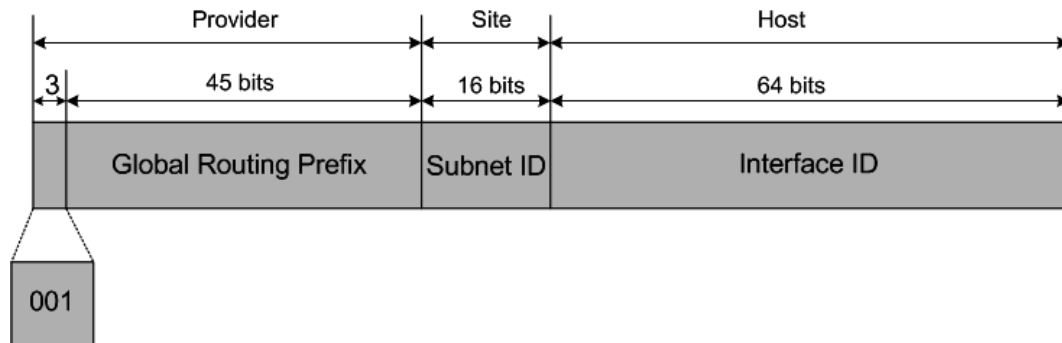 Provider Site Host
3 45 bits 16 bits 64 bits
Global Routing Prefix Subnet ID Interface ID
001